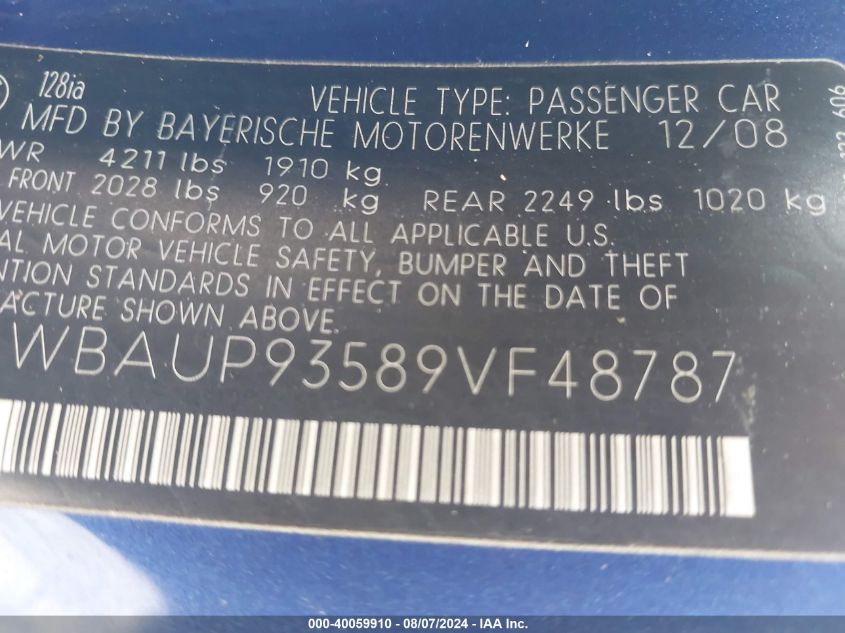 128ia
VEHICLE TYPE: PASSENGER CAR
MFD BY BAYERISCHE MOTORENWERKE 12/08
WR 4211 lbs 1910 kg
FRONT 2028 lbs 920 kg REAR 2249 lbs 1020 kg
VEHICLE CONFORMS TO ALL APPLICABLE U.S.
AL MOTOR VEHICLE SAFETY, BUMPER AND THEFT
NTION STANDARDS IN EFFECT ON THE DATE OF
ACTURE SHOWN ABOVE.
WBAUP93589VF48787
606
000-40059910 - 08/07/2024 - IAA Inc.